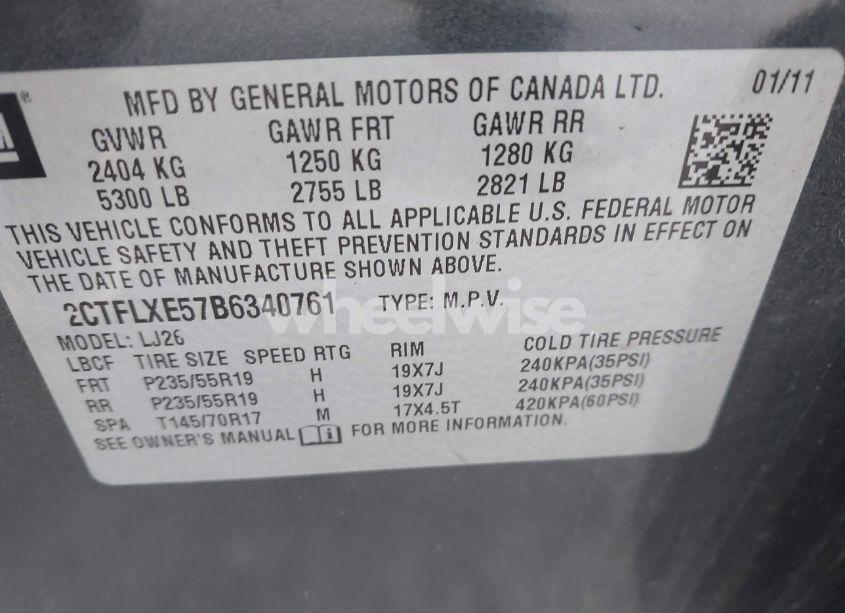 MFD BY GENERAL MOTORS OF CANADA LTD. 01/11
GVWR GAWR FRT GAWR RR
2404 KG 1250 KG 1280 KG
5300 LB 2755 LB 2821 LB
THIS VEHICLE CONFORMS TO ALL APPLICABLE U.S. FEDERAL MOTOR
VEHICLE SAFETY AND THEFT PREVENTION STANDARDS IN EFFECT ON
THE DATE OF MANUFACTURE SHOWN ABOVE.
2CTFLXE57B6340761 TYPE: M.P.V.
wheelwise
MODEL: LJ26
LBCF TIRE SIZE SPEED RTG RIM COLD TIRE PRESSURE
FRT P235/55R19 H 19X7J 240KPA(35PSI)
RR P235/55R19 H 19X7J 240KPA(35PSI)
SPA T145/70R17 M 17X4.5T 420KPA(60PSI)
SEE OWNER'S MANUAL i FOR MORE INFORMATION.